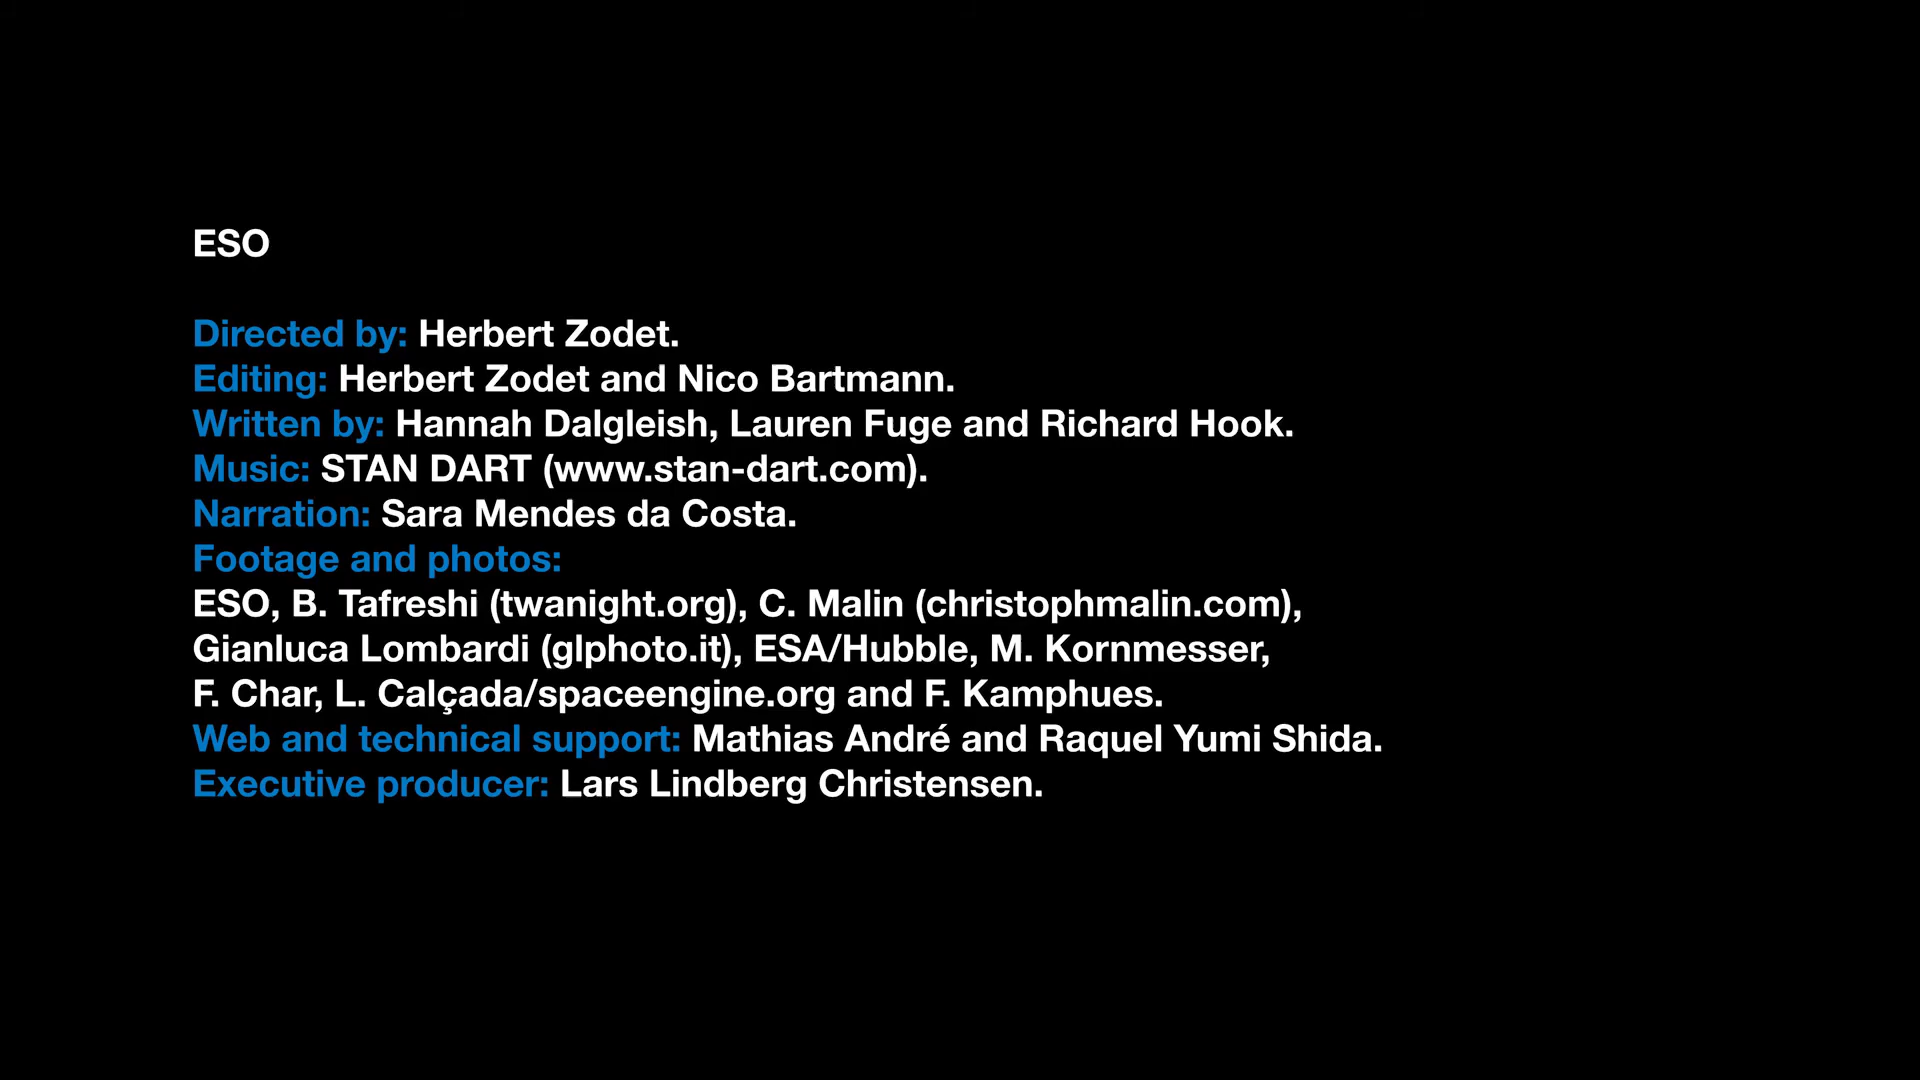 ESO
Directed by: Herbert Zodet.
Editing: Herbert Zodet and Nico Bartmann.
Written by: Hannah Dalgleish, Lauren Fuge and Richard Hook.
Music: STAN DART (www.stan-dart.com).
Narration: Sara Mendes da Costa.
Footage and photos:
ESO, B. Tafreshi (twanight.org), C. Malin (christophmalin.com),
Gianluca Lombardi (glphoto.it), ESA/Hubble, M. Kornmesser,
F. Char, L. Calçada/spaceengine.org and F. Kamphues.
Web and technical support: Mathias André and Raquel Yumi Shida.
Executive producer: Lars Lindberg Christensen.